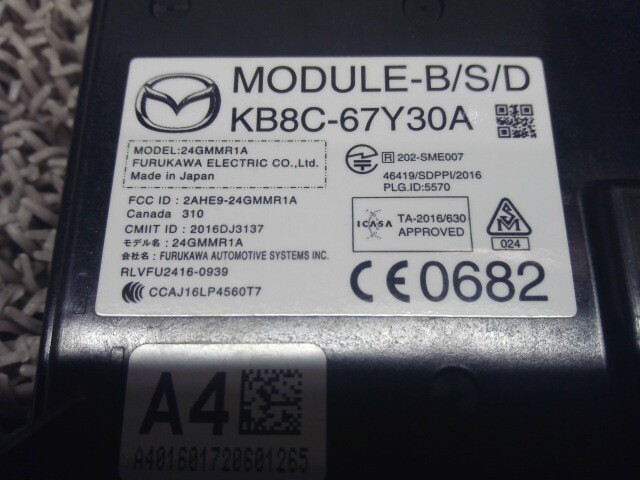 MODULE-B/S/D
KB8C-67Y30A
MODEL:24GMMR1A
FURUKAWA ELECTRIC CO.,Ltd.
Made in Japan
R 202-SME007
46419/SDPPI/2016
PLG.ID:5570
FCC ID : 2AHE9-24GMMR1A
Canada 310
CMIIT ID : 2016DJ3137
モデル名 : 24GMMR1A
会社名 : FURUKAWA AUTOMOTIVE SYSTEMS INC.
RLVFU2416-0939
CCAJ16LP4560T7
ICASA
TA-2016/630
APPROVED
024
CE0682
A4
A401601720601265